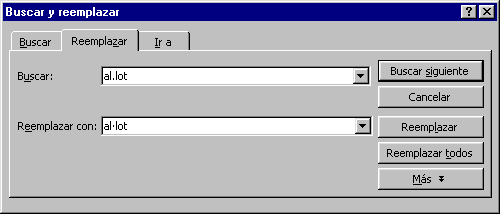 Buscar y reemplazar
Buscar Reemplazar Ir a
Buscar: al.lot Buscar siguiente
Cancelar
Reemplazar con: al·lot Reemplazar
Reemplazar todos
Más